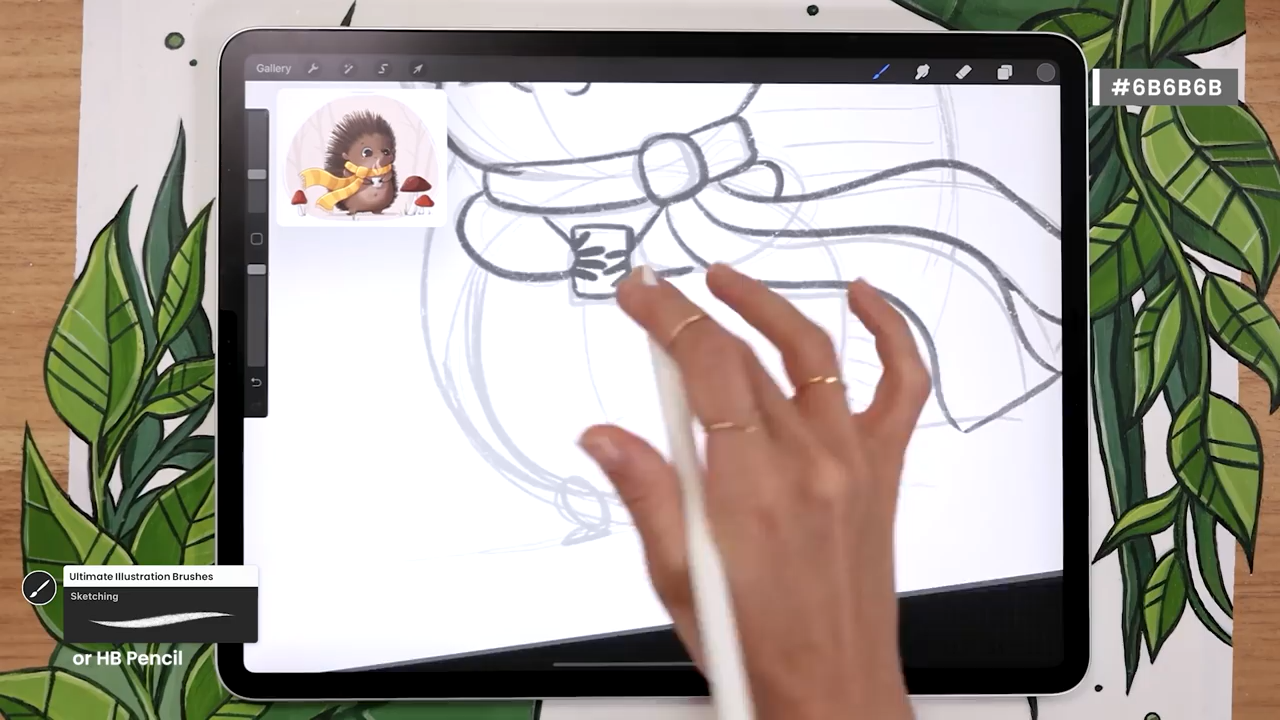 Gallery
#6B6B6B
Ultimate Illustration Brushes
Sketching
or HB Pencil